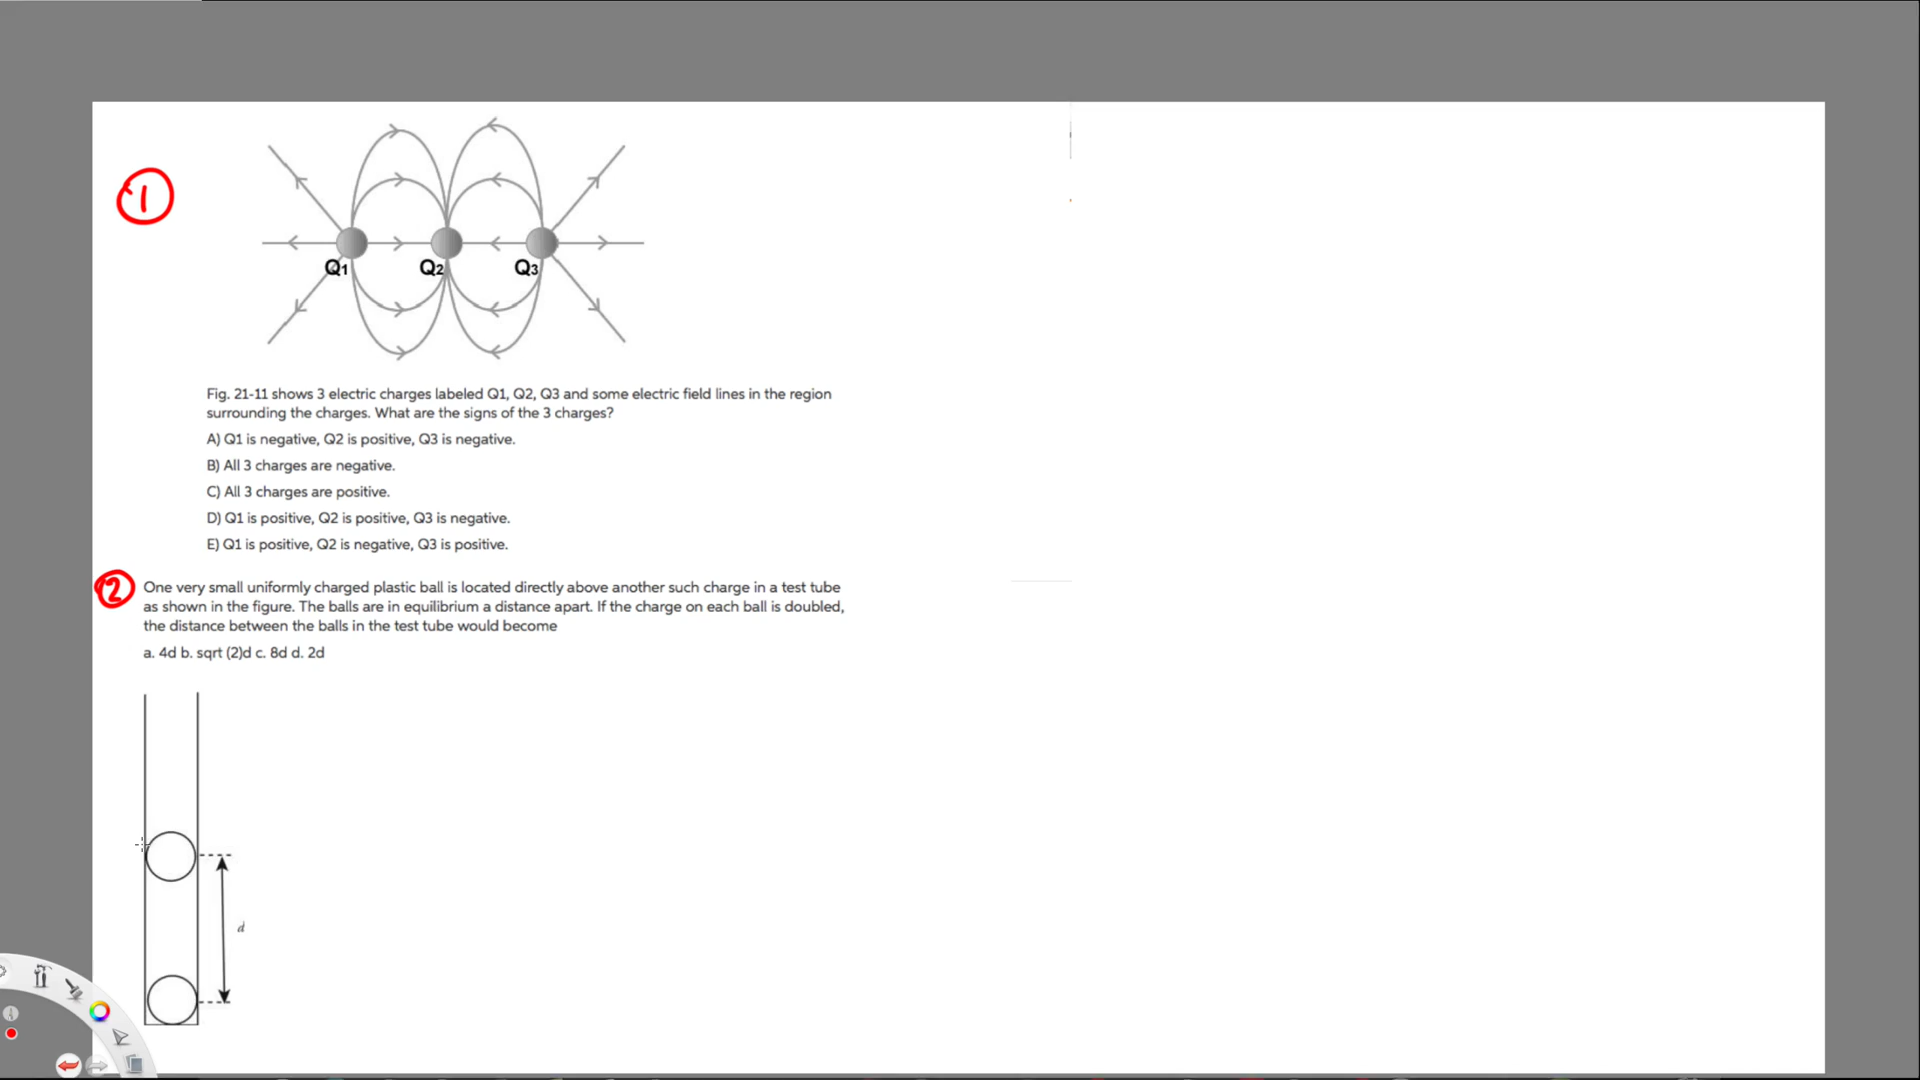 1
Q1
Q2
Q3
Fig. 21-11 shows 3 electric charges labeled Q1, Q2, Q3 and some electric field lines in the region
surrounding the charges. What are the signs of the 3 charges?
A) Q1 is negative, Q2 is positive, Q3 is negative.
B) All 3 charges are negative.
C) All 3 charges are positive.
D) Q1 is positive, Q2 is positive, Q3 is negative.
E) Q1 is positive, Q2 is negative, Q3 is positive.
2
One very small uniformly charged plastic ball is located directly above another such charge in a test tube
as shown in the figure. The balls are in equilibrium a distance apart. If the charge on each ball is doubled,
the distance between the balls in the test tube would become
a. 4d b. sqrt (2)d c. 8d d. 2d
d